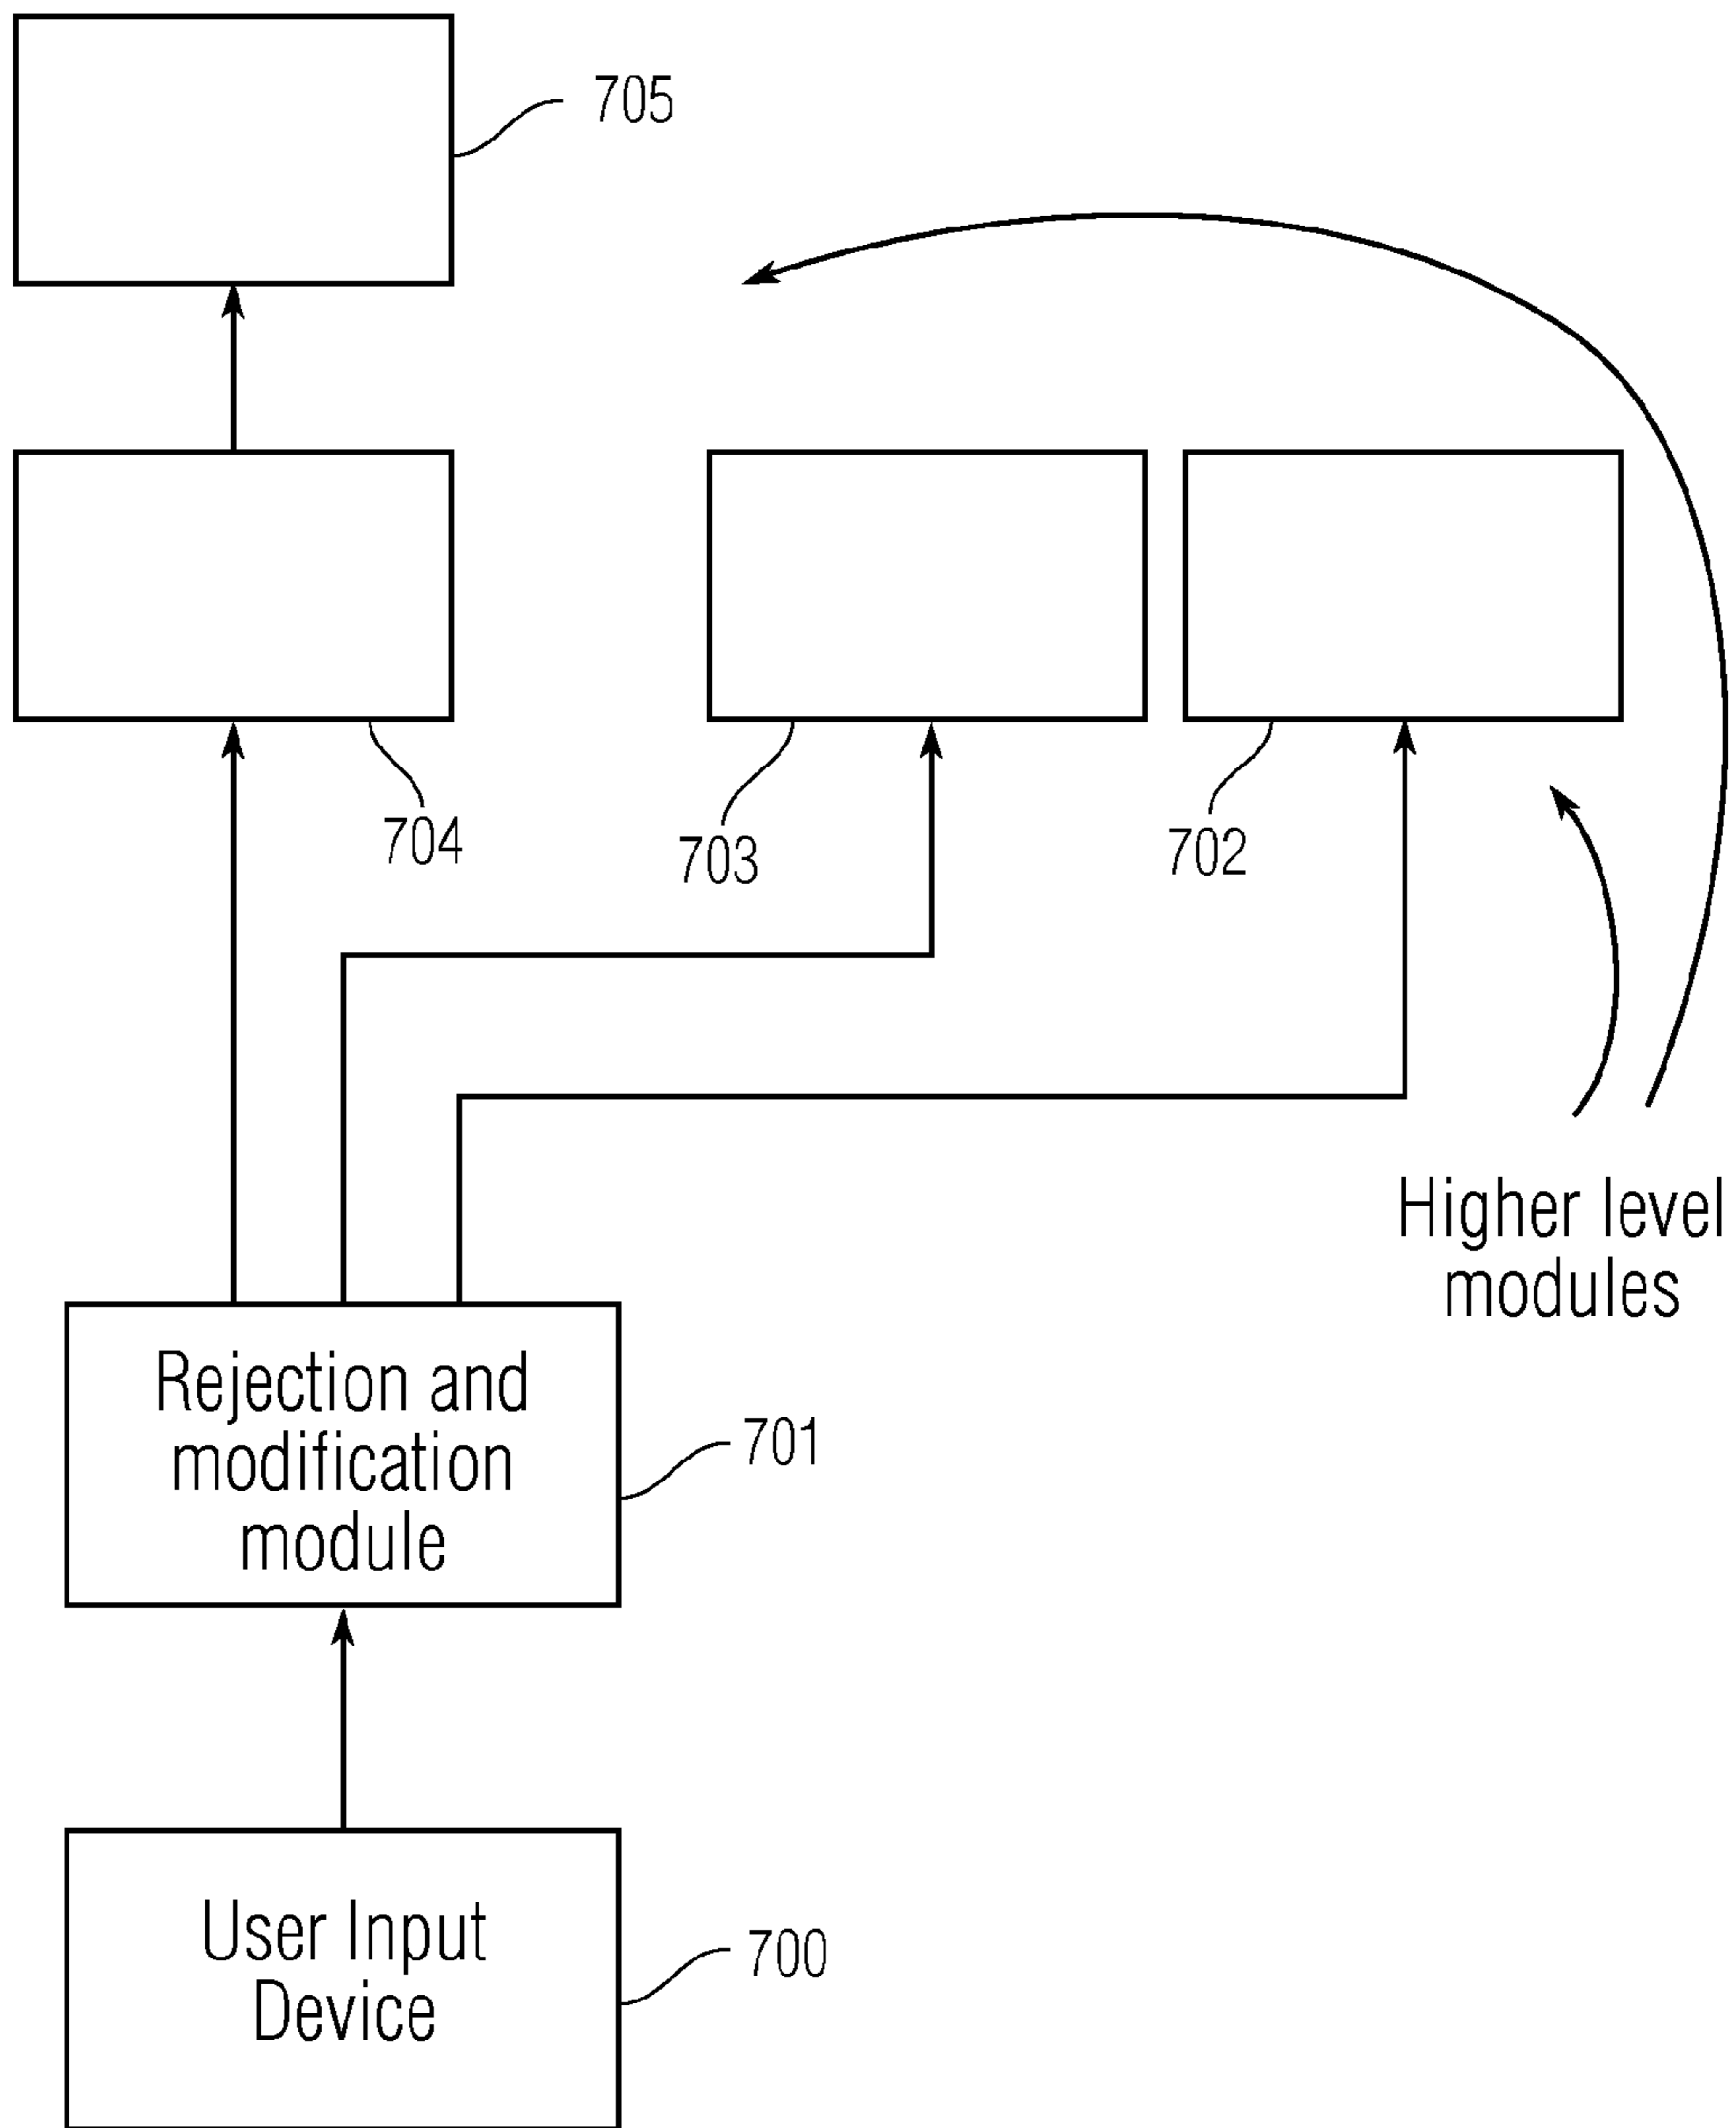 705
704
703
702
Higher level
modules
Rejection and
modification
module
701
User Input
Device
700